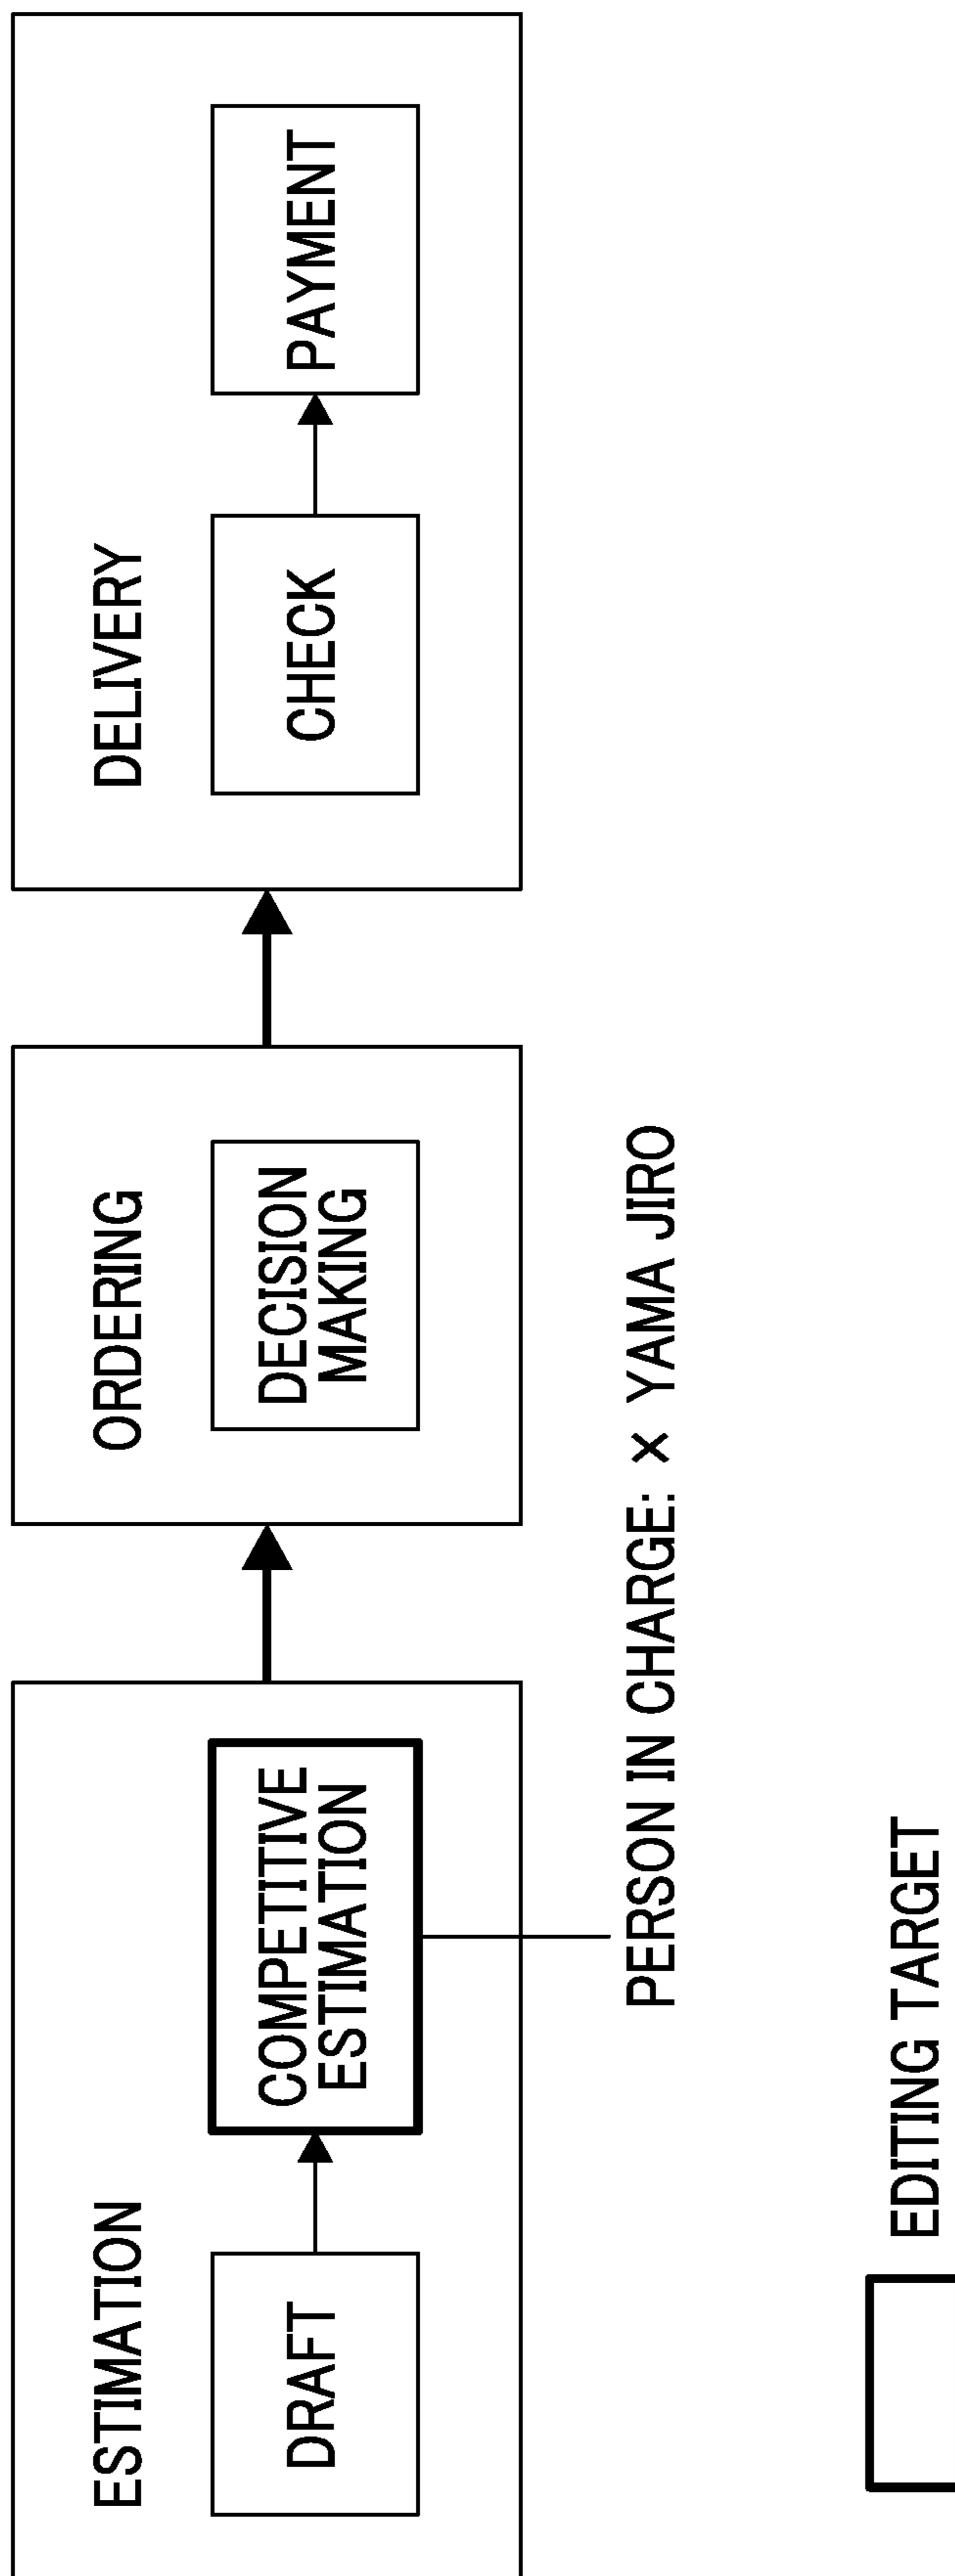 ESTIMATION
DRAFT
COMPETITIVE
ESTIMATION
ORDERING
DECISION
MAKING
DELIVERY
CHECK
PAYMENT
PERSON IN CHARGE: × YAMA JIRO
EDITING TARGET